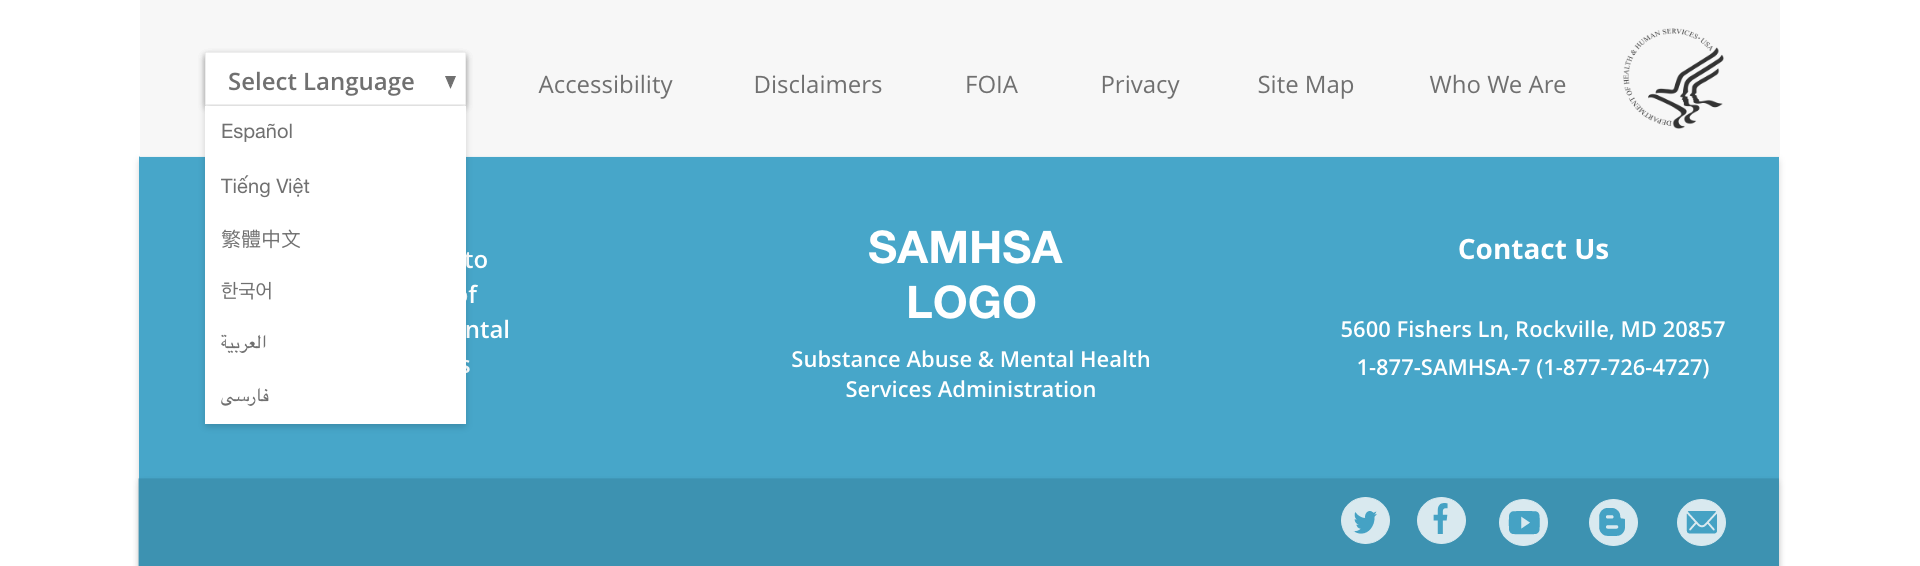 Select Language ▼
Accessibility
Disclaimers
FOIA
Privacy
Site Map
Who We Are
DEPARTMENT OF HEALTH & HUMAN SERVICES • USA
Español
Tiếng Việt
繁體中文
한국어
العربية
فارسی
to
of
ntal
s
SAMHSA
LOGO
Substance Abuse & Mental Health
Services Administration
Contact Us
5600 Fishers Ln, Rockville, MD 20857
1-877-SAMHSA-7 (1-877-726-4727)